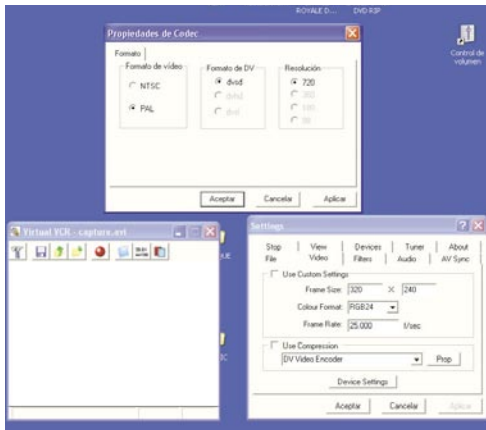 ROYALE D... DVD-RIP
Propiedades de Codec
Control de volumen
Formato
Formato de vídeo
Formato de DV
Resolución
NTSC
PAL
dvsd
720
Aceptar Cancelar Aplicar
Virtual VCR - capture.avi
Settings
Stop View Devices Tuner About
File Video Filters Audio AV Sync
Use Custom Settings
Frame Size: 320 X 240
Colour Format: RGB24
Frame Rate: 25.000 f/sec
Use Compression
DV Video Encoder Prop
Device Settings
Aceptar Cancelar Aplicar